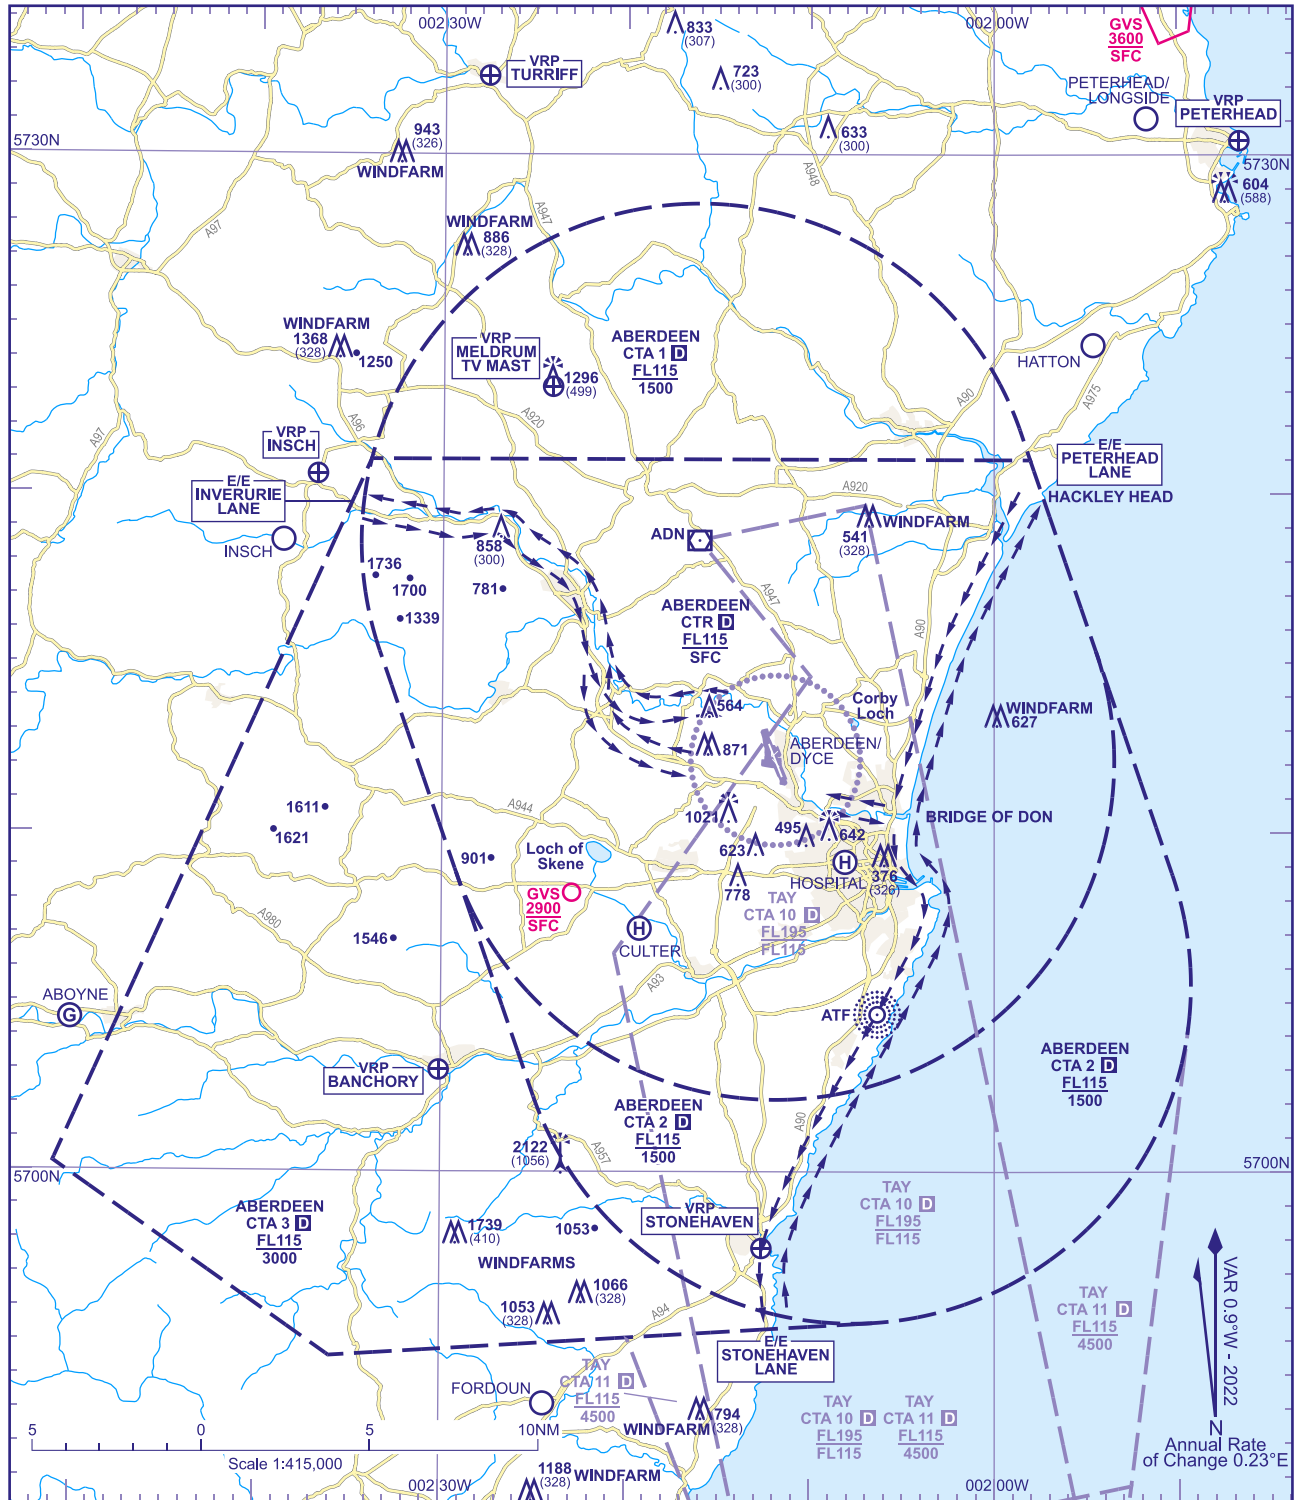 00230W
00200W
833
(307)
GVS
3600
SFC
VRP
TURRIFF
723
(300)
PETERHEAD/
LONGSIDE
VRP
PETERHEAD
943
(326)
WINDFARM
633
(300)
5730N
5730N
A948
604
(588)
A97
A947
WINDFARM
886
(328)
WINDFARM
1368
(328)
1250
VRP
MELDRUM
TV MAST
1296
(499)
ABERDEEN
CTA 1 D
FL115
1500
HATTON
A975
A90
A920
A96
A97
VRP
INSCH
E/E
INVERURIE
LANE
E/E
PETERHEAD
LANE
HACKLEY HEAD
A920
INSCH
858
(300)
ADN
541
(328)
WINDFARM
1736
1700
781
1339
A947
ABERDEEN
CTR D
FL115
SFC
A90
564
Corby
Loch
WINDFARM
627
871
ABERDEEN/
DYCE
1611
1621
A944
1021
495
642
BRIDGE OF DON
623
901
Loch of
Skene
GVS
2900
SFC
778
HOSPITAL
H
376
(326)
TAY
CTA 10 D
FL195
FL115
A980
1546
H
CULTER
A93
ABOYNE
G
ATF
VRP
BANCHORY
ABERDEEN
CTA 2 D
FL115
1500
ABERDEEN
CTA 2 D
FL115
1500
A90
2122
(1056)
A957
5700N
5700N
ABERDEEN
CTA 3 D
FL115
3000
VRP
STONEHAVEN
TAY
CTA 10 D
FL195
FL115
1739
(410)
1053
WINDFARMS
1066
(328)
1053
(328)
A94
TAY
CTA 11 D
FL115
4500
VAR 0.9°W - 2022
E/E
STONEHAVEN
LANE
FORDOUN
TAY
CTA 11 D
FL115
4500
794
(328)
WINDFARM
TAY
CTA 10 D
FL195
FL115
TAY
CTA 11 D
FL115
4500
N
Annual Rate
of Change 0.23°E
5 0 5 10NM
Scale 1:415,000
1188
(328)
WINDFARM
00230W
00200W